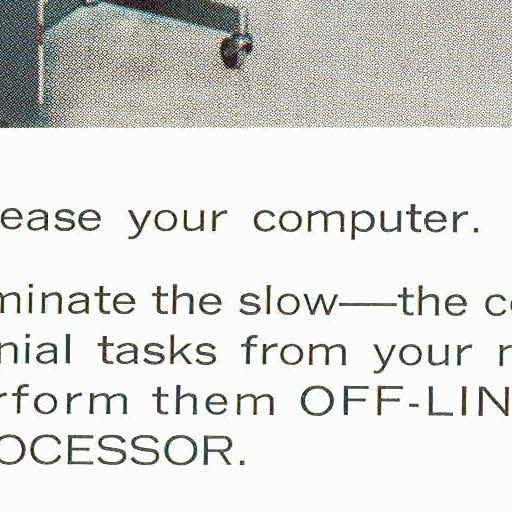 ease your computer.
minate the slow—the c
nial tasks from your
rform them OFF-LIN
OCESSOR.